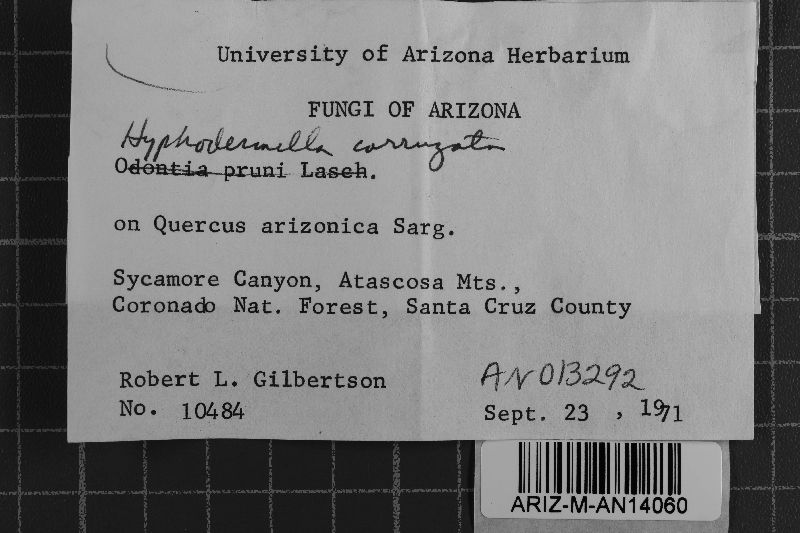 University of Arizona Herbarium
FUNGI OF ARIZONA
Hyphodermella corrugata
Odontia pruni Lasch.
on Quercus arizonica Sarg.
Sycamore Canyon, Atascosa Mts.,
Coronado Nat. Forest, Santa Cruz County
Robert L. Gilbertson
AN013292
No. 10484
Sept. 23 , 1971
ARIZ-M-AN14060